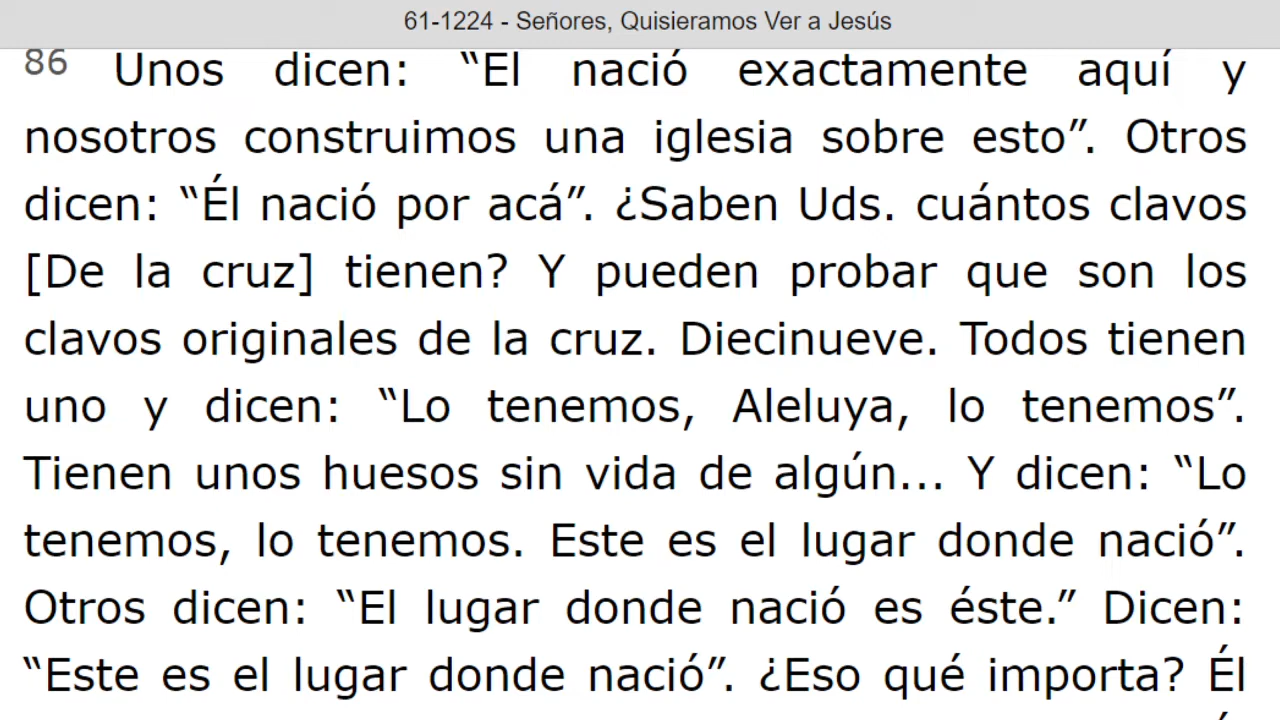 61-1224 - Señores, Quisieramos Ver a Jesús
86 Unos dicen: “El nació exactamente aquí y
nosotros construimos una iglesia sobre esto”. Otros
dicen: “Él nació por acá”. ¿Saben Uds. cuántos clavos
[De la cruz] tienen? Y pueden probar que son los
clavos originales de la cruz. Diecinueve. Todos tienen
uno y dicen: “Lo tenemos, Aleluya, lo tenemos”.
Tienen unos huesos sin vida de algún... Y dicen: “Lo
tenemos, lo tenemos. Este es el lugar donde nació”.
Otros dicen: “El lugar donde nació es éste.” Dicen:
“Este es el lugar donde nació”. ¿Eso qué importa? Él